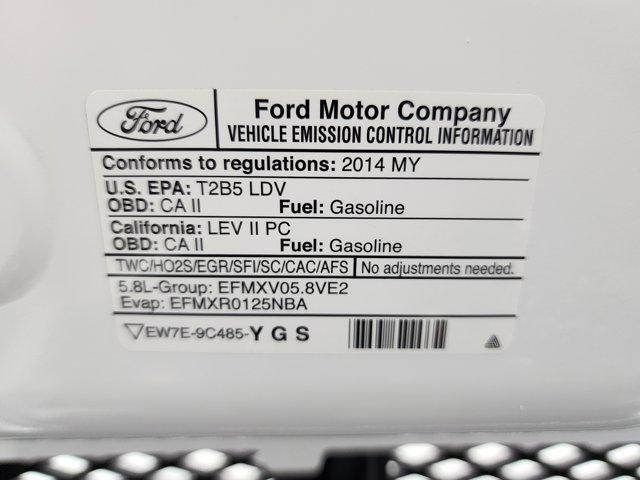 Ford
Ford Motor Company
VEHICLE EMISSION CONTROL INFORMATION
Conforms to regulations: 2014 MY
U.S. EPA: T2B5 LDV
OBD: CA II Fuel: Gasoline
California: LEV II PC
OBD: CA II Fuel: Gasoline
TWC/HO2S/EGR/SFI/SC/CAC/AFS No adjustments needed.
5.8L-Group: EFMXV05.8VE2
Evap: EFMXR0125NBA
EW7E-9C485-Y G S